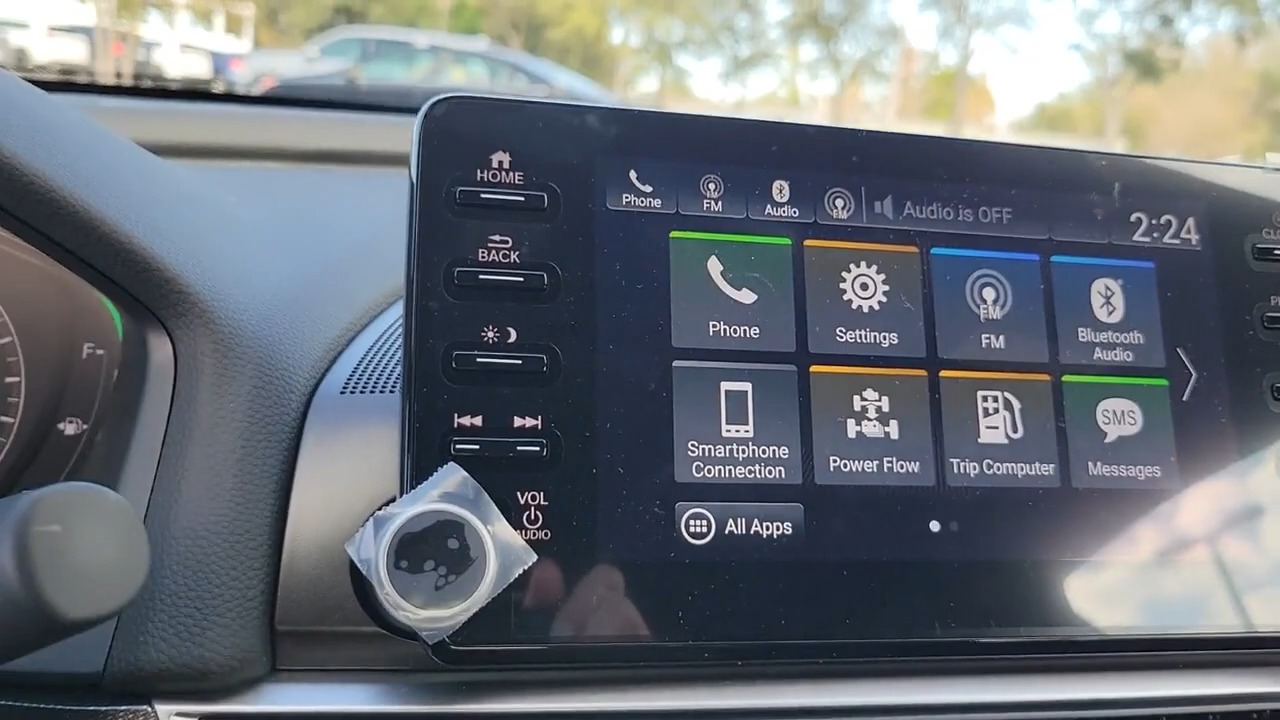 HOME
BACK
VOL
AUDIO
Phone
FM
Audio
FM
Audio is OFF
2:24
Phone
Settings
FM
FM
Bluetooth
Audio
Smartphone
Connection
Power Flow
Trip Computer
SMS
Messages
All Apps
F